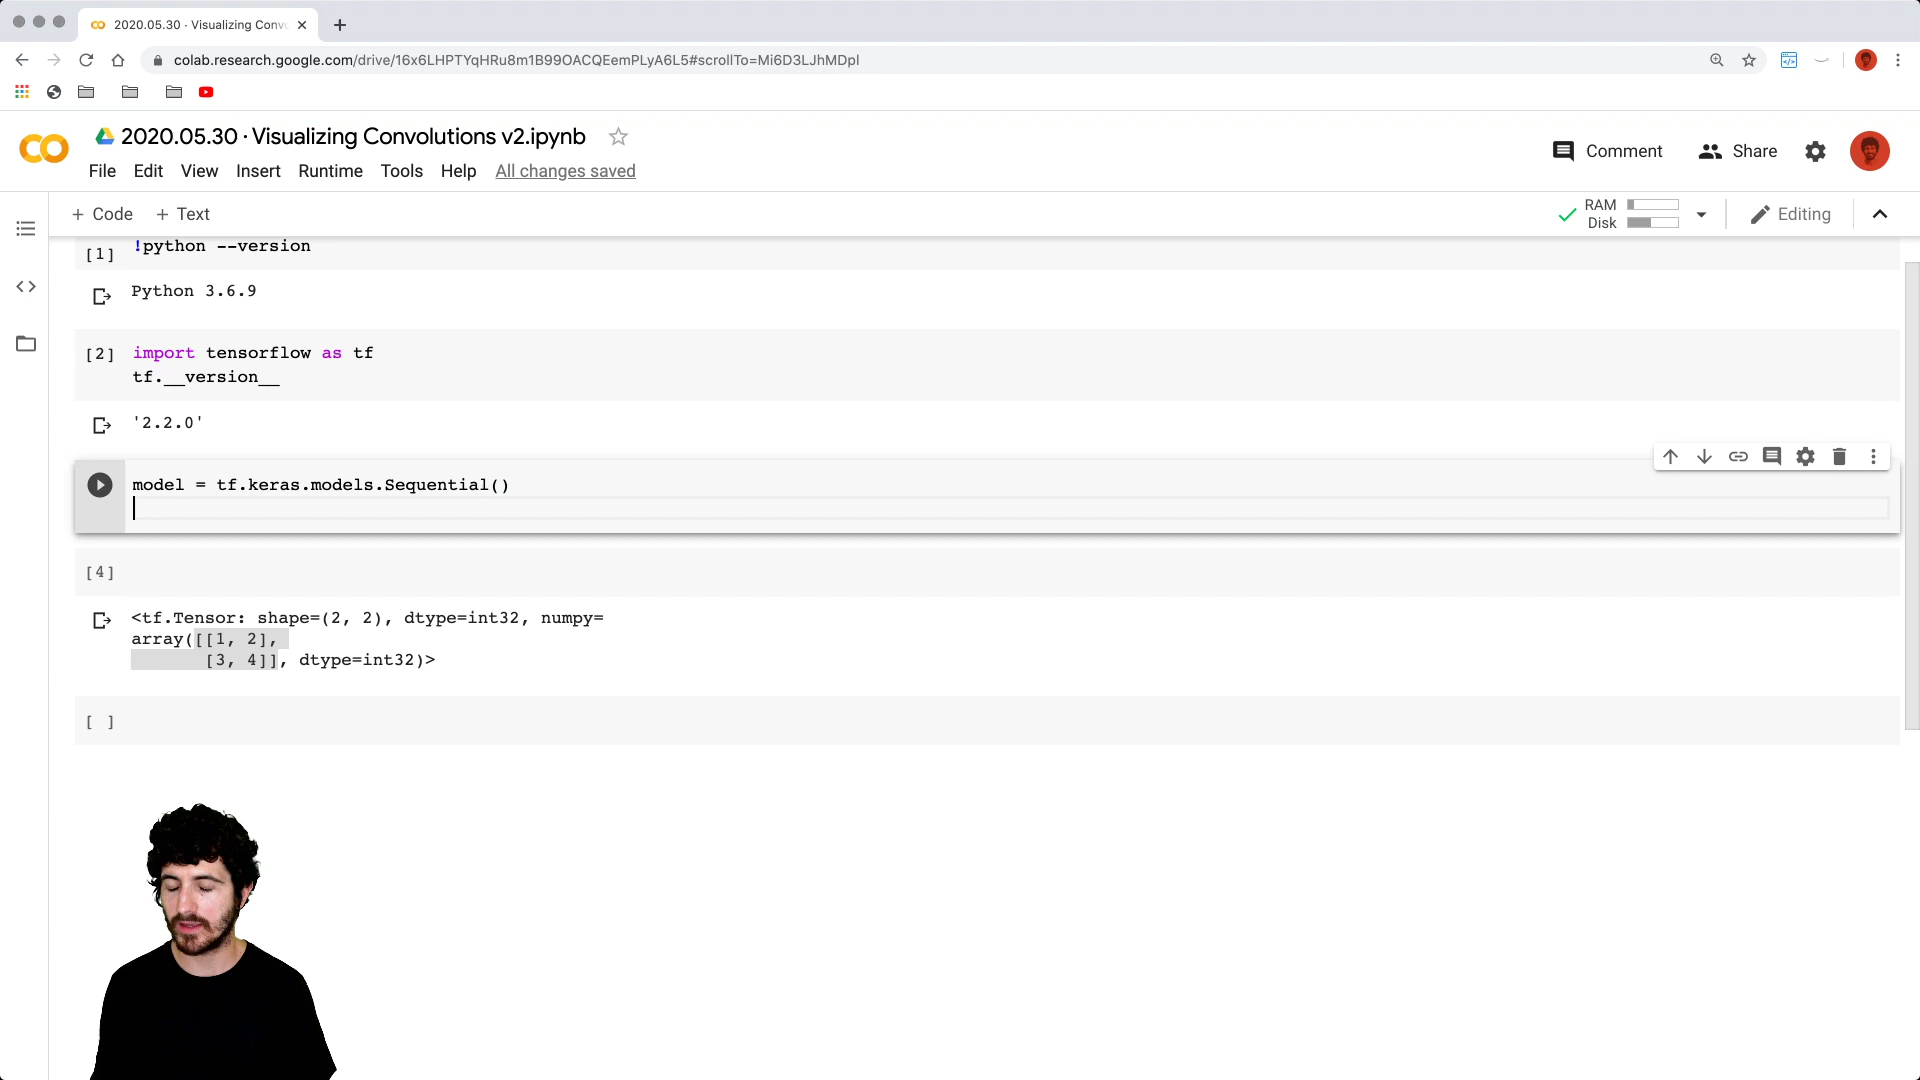 2020.05.30 · Visualizing Conv
colab.research.google.com/drive/16x6LHPTYqHRu8m1B99OACQEemPLyA6L5#scrollTo=Mi6D3LJhMDpI
2020.05.30 · Visualizing Convolutions v2.ipynb
Comment
Share
File Edit View Insert Runtime Tools Help All changes saved
+ Code + Text
RAM
Disk
Editing
[1] !python --version
Python 3.6.9
[2] import tensorflow as tf
tf.__version__
'2.2.0'
model = tf.keras.models.Sequential()
[4]
<tf.Tensor: shape=(2, 2), dtype=int32, numpy=
array([[1, 2],
[3, 4]], dtype=int32)>
[ ]